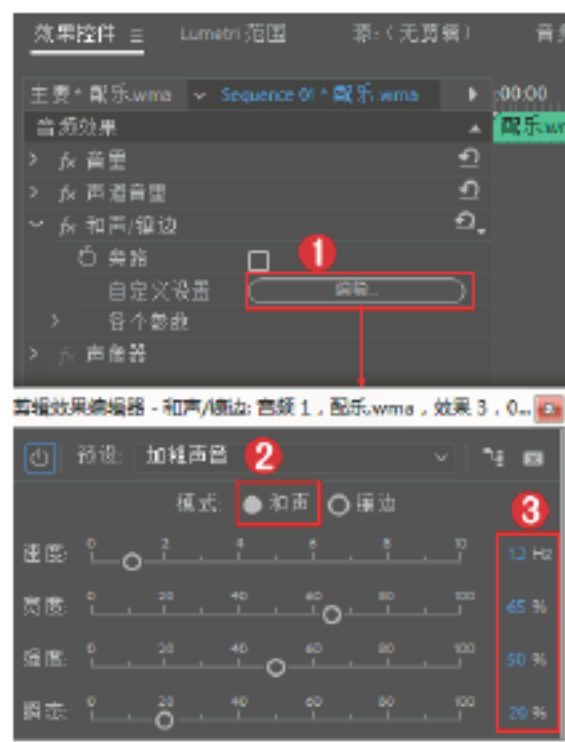 效果控件 ≡ Lumetri 范围 源:(无剪辑) 音
主要 * 配乐.wma Sequence 01 * 配乐.wma :00:00
音频效果 配乐.wm
fx 音量
fx 声道音量
fx 和声/镶边
旁路 1
自定义设置 编辑...
各个参数
fx 声像器
剪辑效果编辑器 - 和声/镶边: 音频 1，配乐.wma，效果 3，0...
预设: 加粗声音 2
模式: 和声 镶边 3
速度: 0 2 4 6 8 10 1.2 Hz
宽度: 0 20 40 60 80 100 65 %
强度: 0 20 40 60 80 100 50 %
瞬态: 0 20 40 60 80 100 20 %